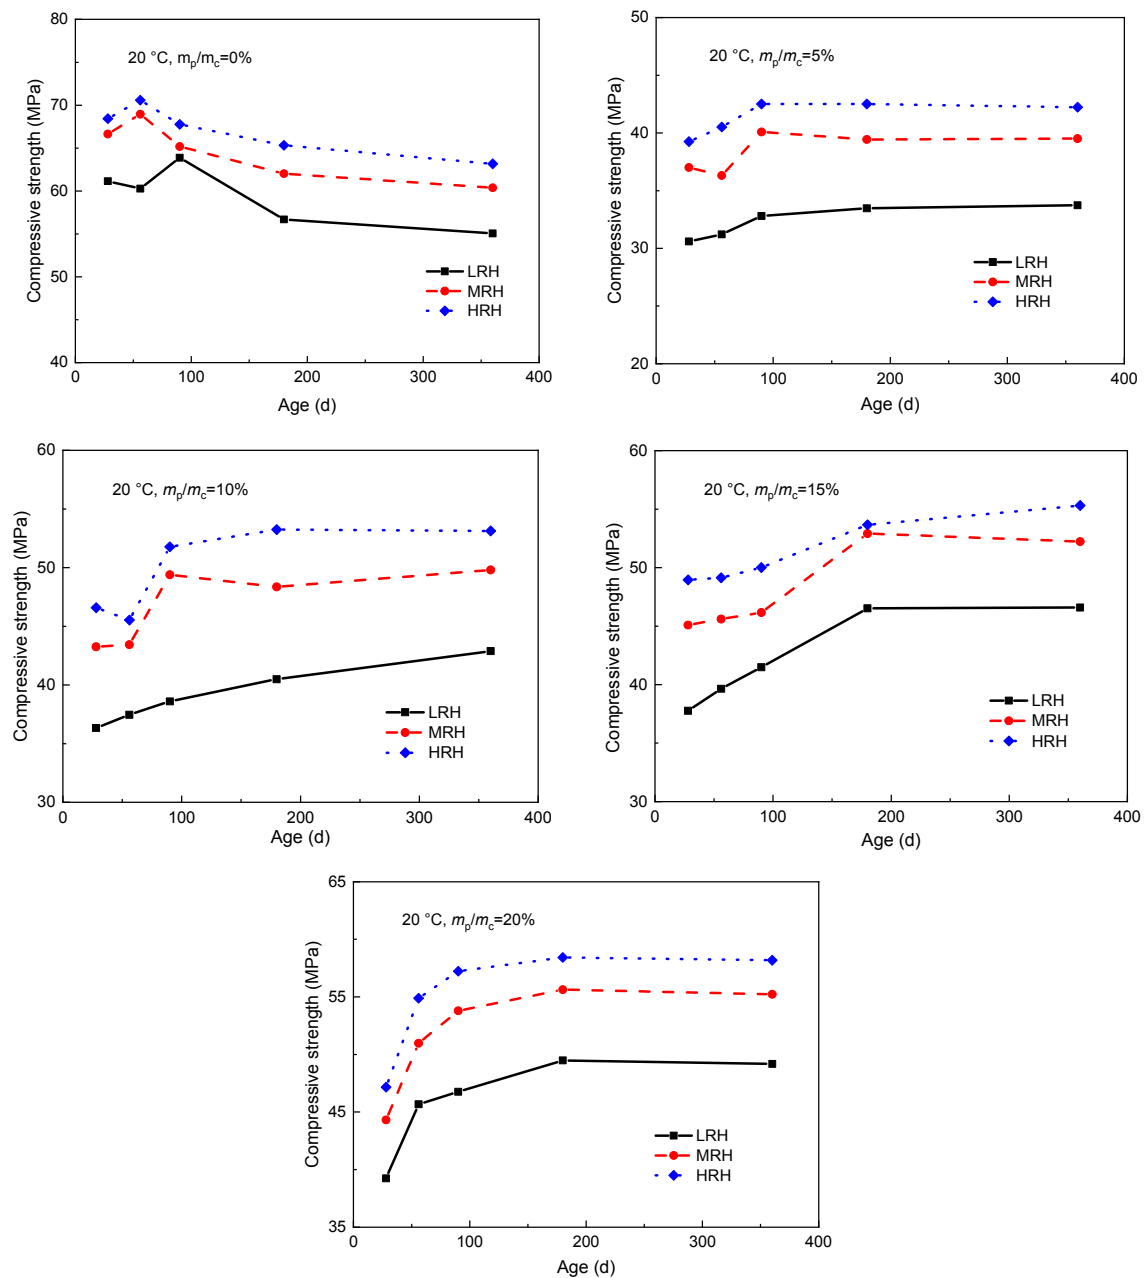 80
70
60
50
40
0
100
200
300
400
Compressive strength (MPa)
Age (d)
20 °C, mp/mc=0%
LRH
MRH
HRH
50
40
30
20
0
100
200
300
400
Compressive strength (MPa)
Age (d)
20 °C, mp/mc=5%
LRH
MRH
HRH
60
50
40
30
0
100
200
300
400
Compressive strength (MPa)
Age (d)
20 °C, mp/mc=10%
LRH
MRH
HRH
60
50
40
30
0
100
200
300
400
Compressive strength (MPa)
Age (d)
20 °C, mp/mc=15%
LRH
MRH
HRH
65
55
45
35
0
100
200
300
400
Compressive strength (MPa)
Age (d)
20 °C, mp/mc=20%
LRH
MRH
HRH